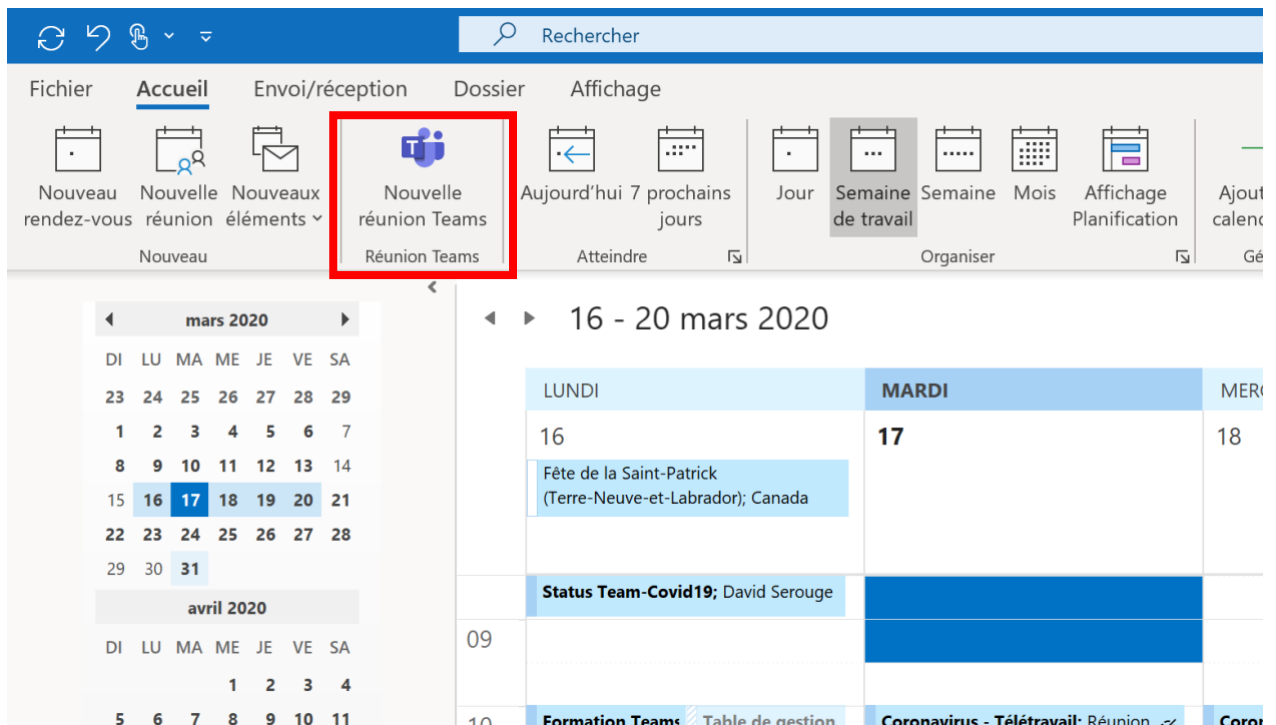 Rechercher
Fichier Accueil Envoi/réception Dossier Affichage
Nouveau rendez-vous
Nouvelle réunion
Nouveaux éléments
Nouvelle réunion Teams
Aujourd'hui
7 prochains jours
Jour
Semaine de travail
Semaine
Mois
Affichage Planification
Ajout
calend
Nouveau Réunion Teams Atteindre Organiser Gé
mars 2020
DI LU MA ME JE VE SA
23 24 25 26 27 28 29
1 2 3 4 5 6 7
8 9 10 11 12 13 14
15 16 17 18 19 20 21
22 23 24 25 26 27 28
29 30 31
avril 2020
DI LU MA ME JE VE SA
1 2 3 4
5 6 7 8 9 10 11
16 - 20 mars 2020
LUNDI MARDI MERC
16 17 18
Fête de la Saint-Patrick
(Terre-Neuve-et-Labrador); Canada
Status Team-Covid19; David Serouge
09
10
Formation Teams Table de gestion Coronavirus - Télétravail; Réunion Coron